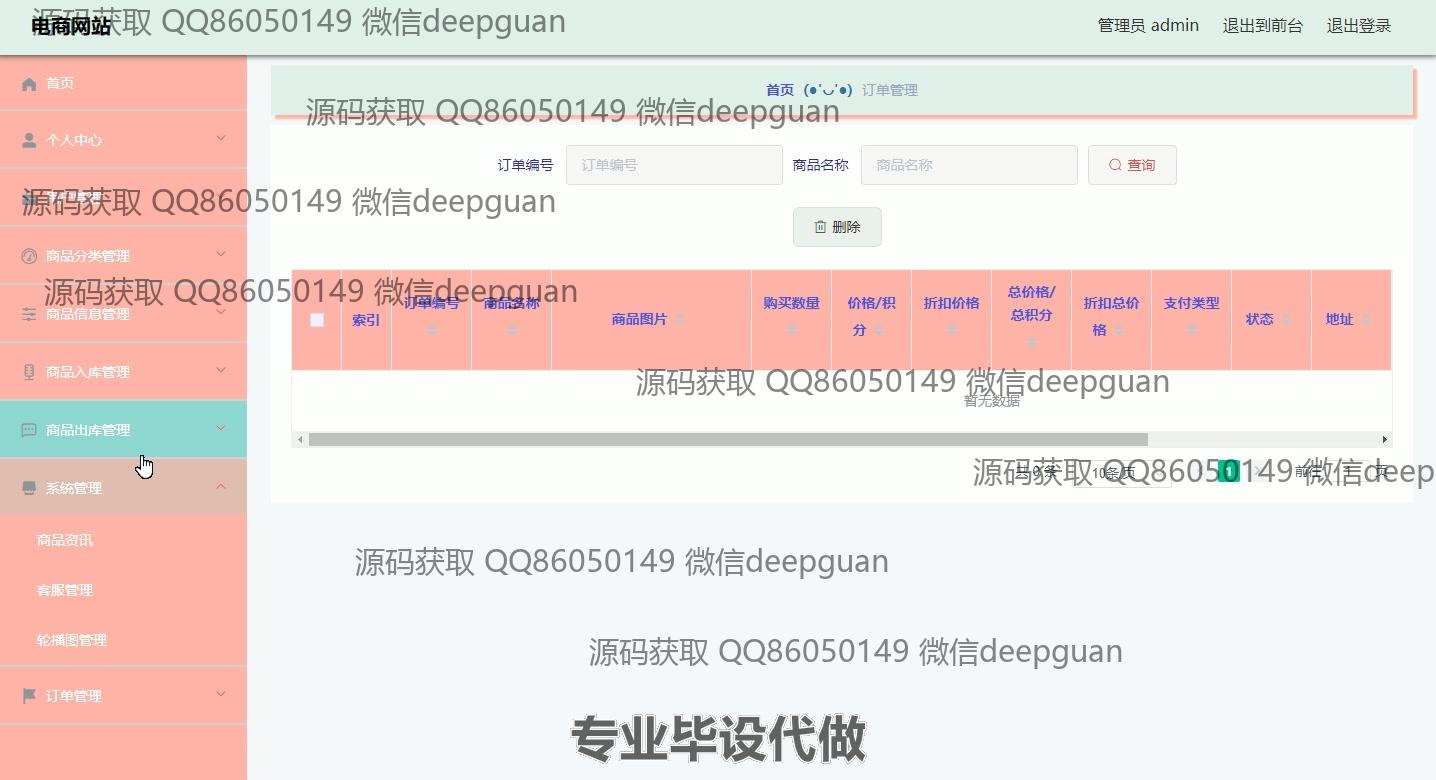 电商网站
源码获取 QQ86050149 微信deepguan
管理员 admin
退出到前台
退出登录
首页
首页 (●'◡'●) 订单管理
源码获取 QQ86050149 微信deepguan
个人中心
订单编号 订单编号 商品名称 商品名称 查询
源码获取 QQ86050149 微信deepguan
删除
商品分类管理
源码获取 QQ86050149 微信deepguan
商品信息管理
索引 订单编号 商品名称 商品图片 购买数量 价格/积分 折扣价格 总价格/总积分 折扣总价格 支付类型 状态 地址
商品入库管理
源码获取 QQ86050149 微信deepguan
暂无数据
商品出库管理
共 0 条 10条/页 1 前往 1 页
源码获取 QQ86050149 微信deep
系统管理
商品资讯
源码获取 QQ86050149 微信deepguan
客服管理
轮播图管理
源码获取 QQ86050149 微信deepguan
订单管理
专业毕设代做